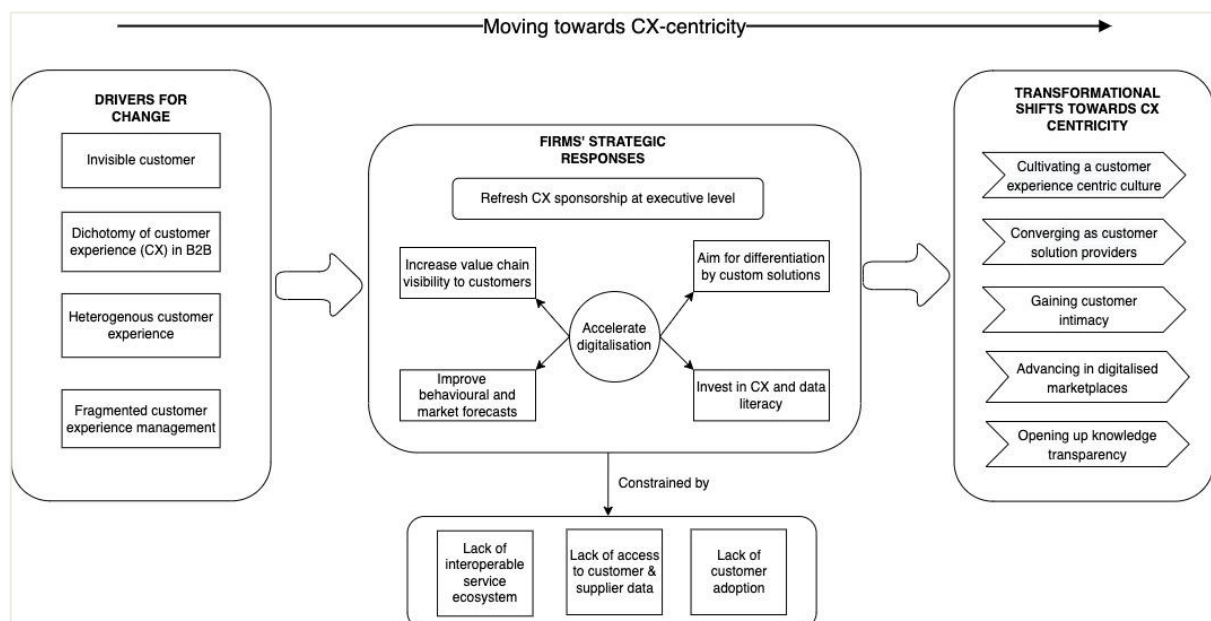 Moving towards CX-centricity
DRIVERS FOR
CHANGE
Invisible customer
Dichotomy of customer
experience (CX) in B2B
Heterogenous customer
experience
Fragmented customer
experience management
FIRMS' STRATEGIC
RESPONSES
Refresh CX sponsorship at executive level
Increase value chain
visibility to customers
Aim for differentiation
by custom solutions
Accelerate
digitalisation
Improve
behavioural and
market forecasts
Invest in CX and data
literacy
Constrained by
Lack of
interoperable
service
ecosystem
Lack of access
to customer &
supplier data
Lack of
customer
adoption
TRANSFORMATIONAL
SHIFTS TOWARDS CX
CENTRICITY
Cultivating a customer
experience centric culture
Converging as customer
solution providers
Gaining customer
intimacy
Advancing in digitalised
marketplaces
Opening up knowledge
transparency